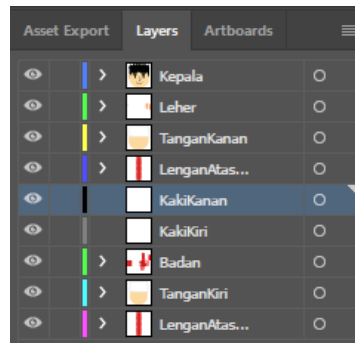 Asset Export Layers Artboards
Kepala
Leher
TanganKanan
LenganAtas...
KakiKanan
KakiKiri
Badan
TanganKiri
LenganAtas...